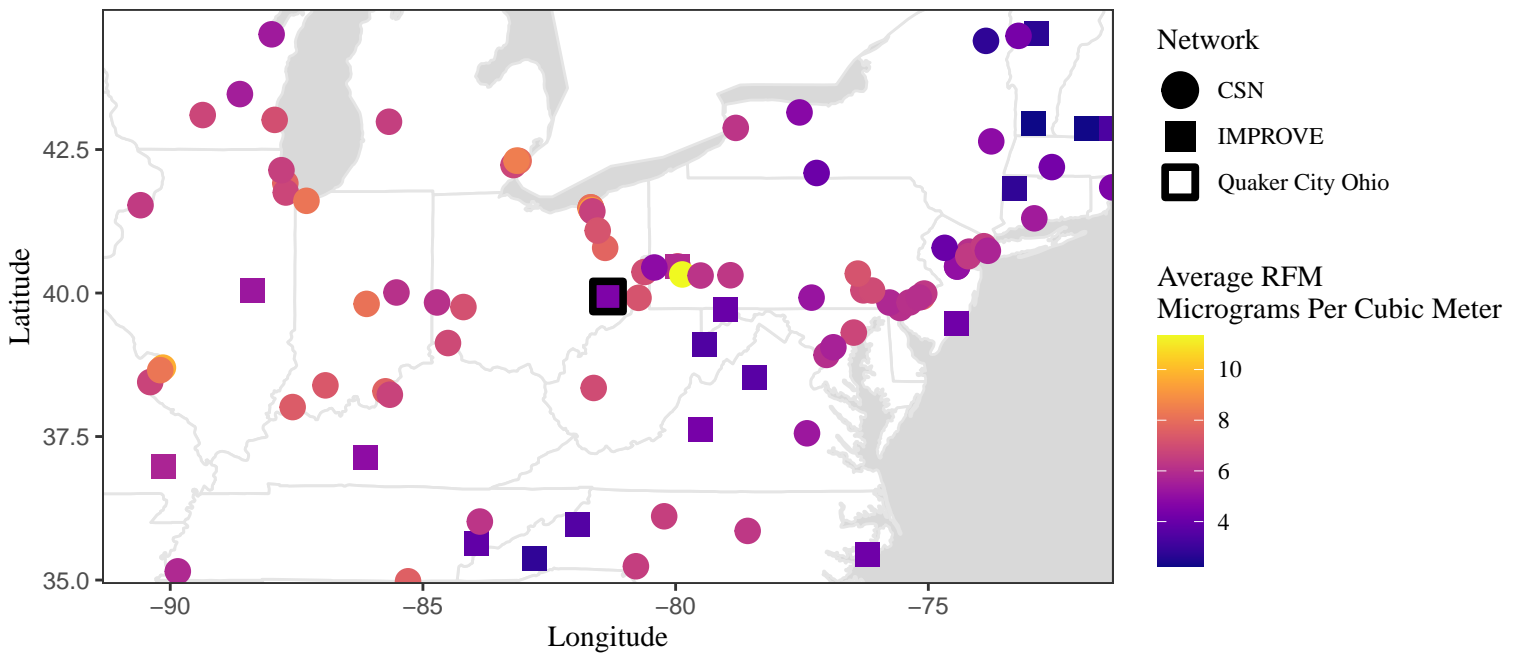 42.5
40.0
37.5
35.0
Latitude
−90
−85
−80
−75
Longitude
Network
CSN
IMPROVE
Quaker City Ohio
Average RFM
Micrograms Per Cubic Meter
10
8
6
4